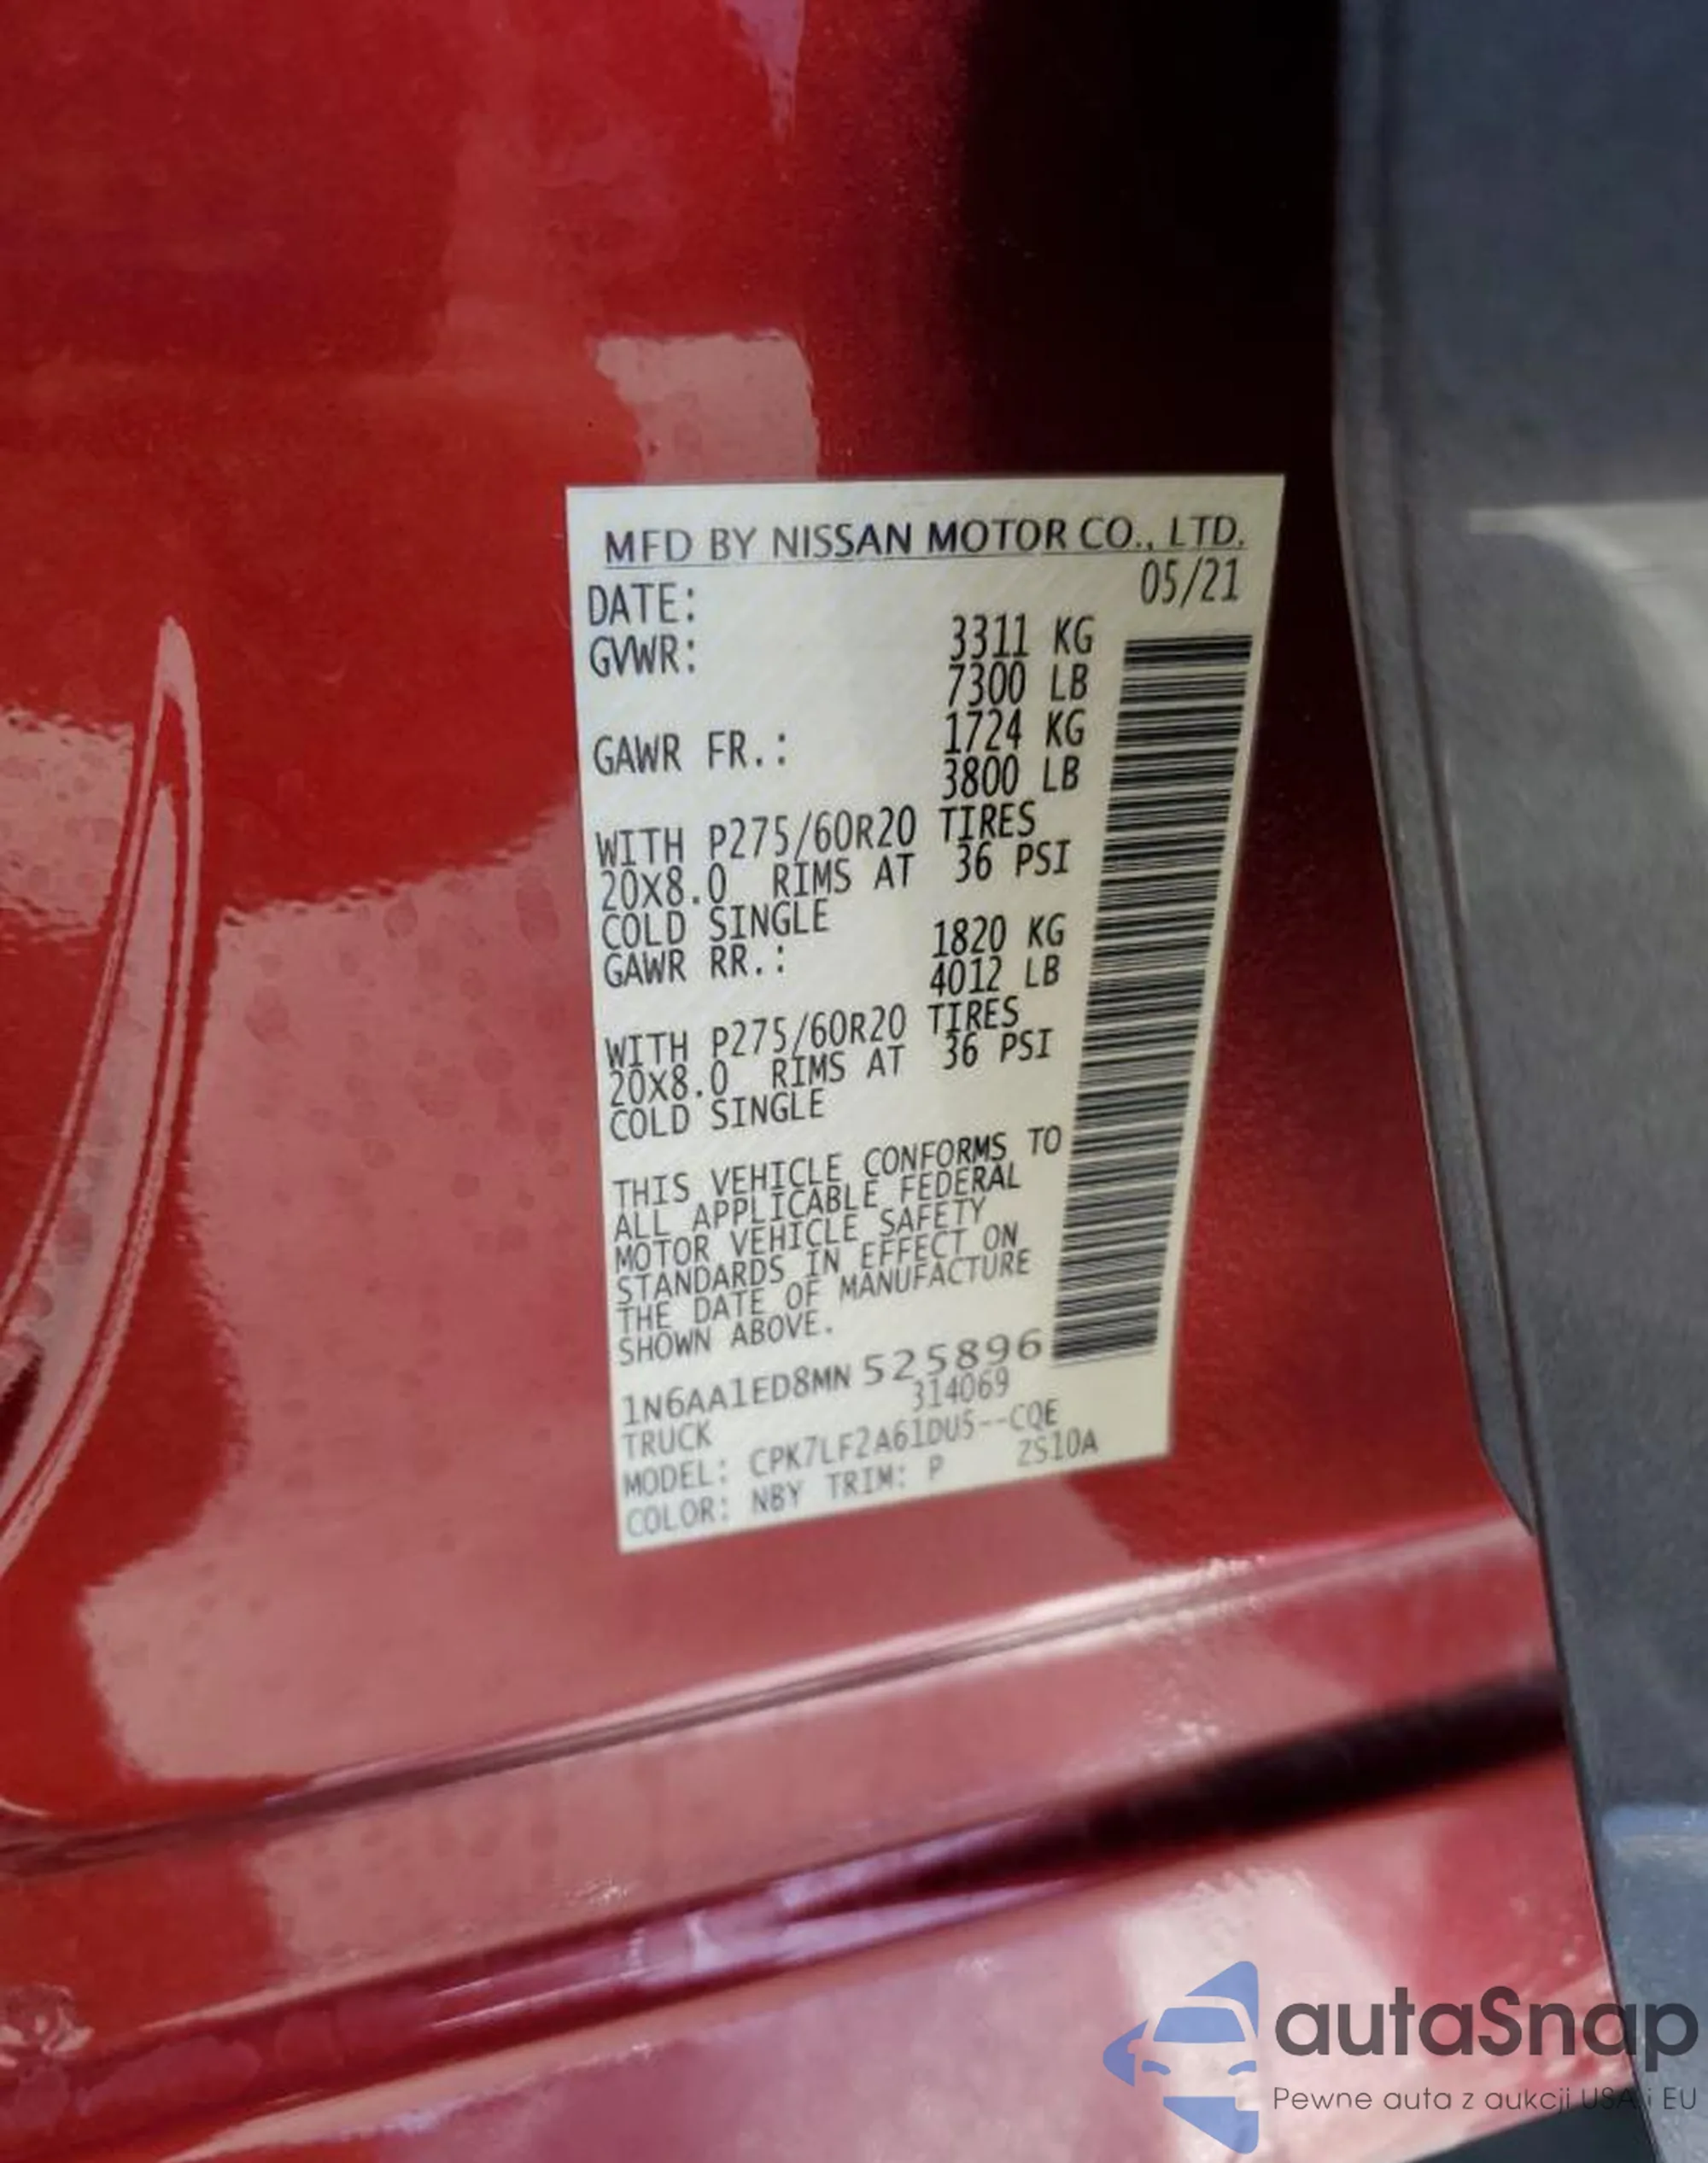 MFD BY NISSAN MOTOR CO., LTD.
DATE: 05/21
GVWR: 3311 KG
7300 LB
GAWR FR.: 1724 KG
3800 LB
WITH P275/60R20 TIRES
20X8.0 RIMS AT 36 PSI
COLD SINGLE
GAWR RR.: 1820 KG
4012 LB
WITH P275/60R20 TIRES
20X8.0 RIMS AT 36 PSI
COLD SINGLE
THIS VEHICLE CONFORMS TO
ALL APPLICABLE FEDERAL
MOTOR VEHICLE SAFETY
STANDARDS IN EFFECT ON
THE DATE OF MANUFACTURE
SHOWN ABOVE.
1N6AA1ED8MN 525896
TRUCK 314069
MODEL: CPK7LF2A61DU5--CQE
COLOR: NBY TRIM: P ZS10A
autaSnap
Pewne auta z aukcji USA i EU